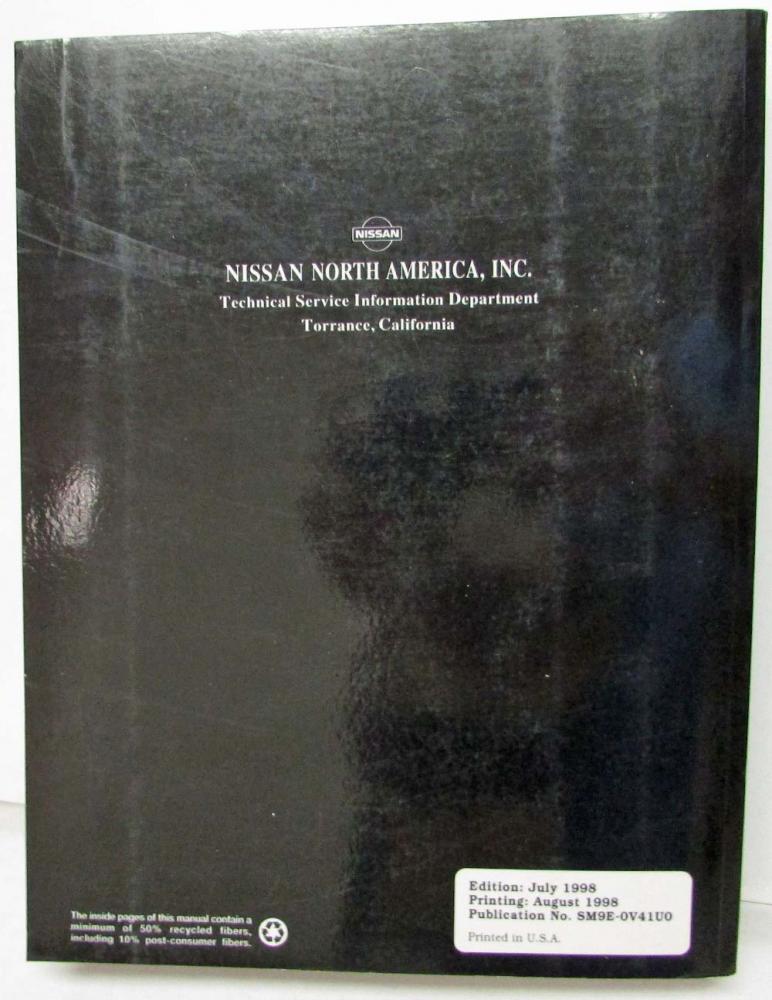 NISSAN
NISSAN NORTH AMERICA, INC.
Technical Service Information Department
Torrance, California
The inside pages of this manual contain a
minimum of 50% recycled fibers,
including 10% post-consumer fibers.
Edition: July 1998
Printing: August 1998
Publication No. SM9E-0V41U0
Printed in U.S.A.